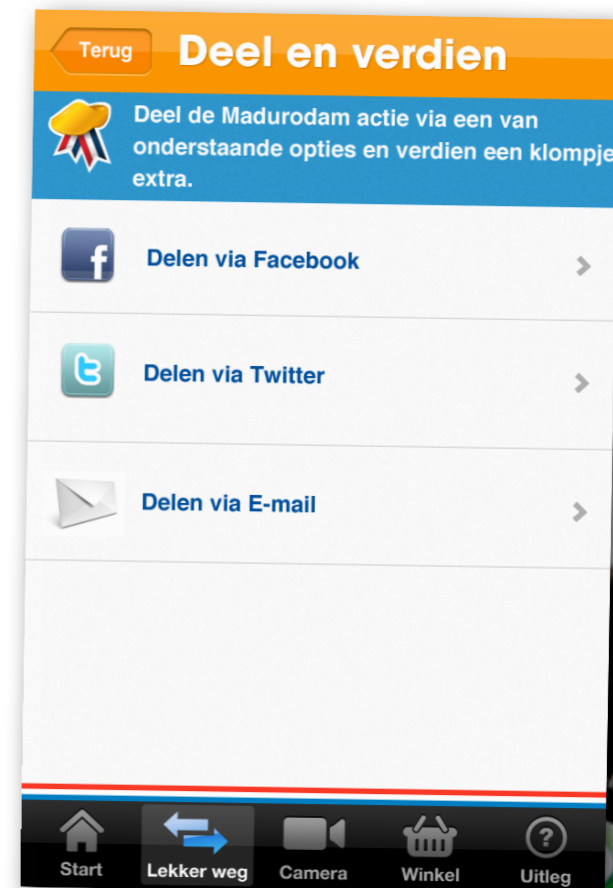 Terug
Deel en verdien
Deel de Madurodam actie via een van
onderstaande opties en verdien een klompje
extra.
Delen via Facebook
Delen via Twitter
Delen via E-mail
Start
Lekker weg
Camera
Winkel
Uitleg